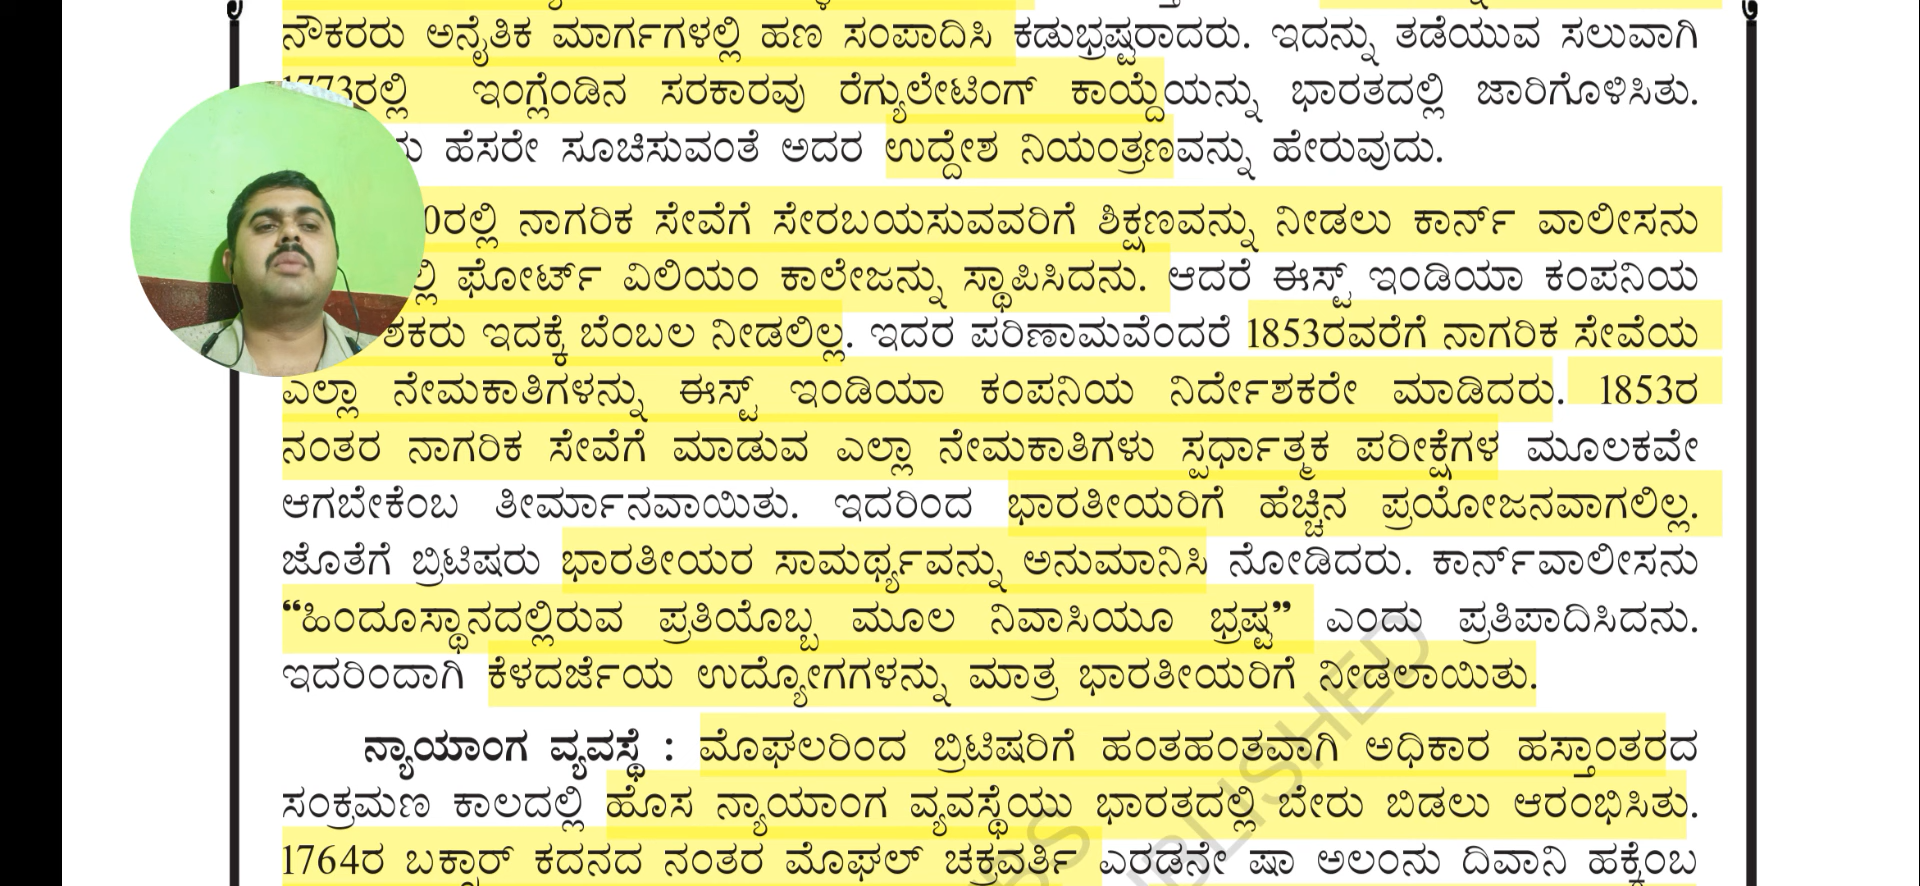 ನೌಕರರು ಅನೈತಿಕ ಮಾರ್ಗಗಳಲ್ಲಿ ಹಣ ಸಂಪಾದಿಸಿ ಕಡುಭ್ರಷ್ಟರಾದರು. ಇದನ್ನು ತಡೆಯುವ ಸಲುವಾಗಿ
1773ರಲ್ಲಿ ಇಂಗ್ಲೆಂಡಿನ ಸರಕಾರವು ರೆಗ್ಯುಲೇಟಿಂಗ್ ಕಾಯ್ದೆಯನ್ನು ಭಾರತದಲ್ಲಿ ಜಾರಿಗೊಳಿಸಿತು.
ಹೆಸರೇ ಸೂಚಿಸುವಂತೆ ಅದರ ಉದ್ದೇಶ ನಿಯಂತ್ರಣವನ್ನು ಹೇರುವುದು.
0ರಲ್ಲಿ ನಾಗರಿಕ ಸೇವೆಗೆ ಸೇರಬಯಸುವವರಿಗೆ ಶಿಕ್ಷಣವನ್ನು ನೀಡಲು ಕಾರ್ನ್ ವಾಲೀಸನು
ಲ್ಲಿ ಫೋರ್ಟ್ ವಿಲಿಯಂ ಕಾಲೇಜನ್ನು ಸ್ಥಾಪಿಸಿದನು. ಆದರೆ ಈಸ್ಟ್ ಇಂಡಿಯಾ ಕಂಪನಿಯ
ಶಕರು ಇದಕ್ಕೆ ಬೆಂಬಲ ನೀಡಲಿಲ್ಲ. ಇದರ ಪರಿಣಾಮವೆಂದರೆ 1853ರವರೆಗೆ ನಾಗರಿಕ ಸೇವೆಯ
ಎಲ್ಲಾ ನೇಮಕಾತಿಗಳನ್ನು ಈಸ್ಟ್ ಇಂಡಿಯಾ ಕಂಪನಿಯ ನಿರ್ದೇಶಕರೇ ಮಾಡಿದರು. 1853ರ
ನಂತರ ನಾಗರಿಕ ಸೇವೆಗೆ ಮಾಡುವ ಎಲ್ಲಾ ನೇಮಕಾತಿಗಳು ಸ್ಪರ್ಧಾತ್ಮಕ ಪರೀಕ್ಷೆಗಳ ಮೂಲಕವೇ
ಆಗಬೇಕೆಂಬ ತೀರ್ಮಾನವಾಯಿತು. ಇದರಿಂದ ಭಾರತೀಯರಿಗೆ ಹೆಚ್ಚಿನ ಪ್ರಯೋಜನವಾಗಲಿಲ್ಲ.
ಜೊತೆಗೆ ಬ್ರಿಟಿಷರು ಭಾರತೀಯರ ಸಾಮರ್ಥ್ಯವನ್ನು ಅನುಮಾನಿಸಿ ನೋಡಿದರು. ಕಾರ್ನ್‌ವಾಲೀಸನು
“ಹಿಂದೂಸ್ಥಾನದಲ್ಲಿರುವ ಪ್ರತಿಯೊಬ್ಬ ಮೂಲ ನಿವಾಸಿಯೂ ಭ್ರಷ್ಟ” ಎಂದು ಪ್ರತಿಪಾದಿಸಿದನು.
ಇದರಿಂದಾಗಿ ಕೆಳದರ್ಜೆಯ ಉದ್ಯೋಗಗಳನ್ನು ಮಾತ್ರ ಭಾರತೀಯರಿಗೆ ನೀಡಲಾಯಿತು.
ನ್ಯಾಯಾಂಗ ವ್ಯವಸ್ಥೆ : ಮೊಘಲರಿಂದ ಬ್ರಿಟಿಷರಿಗೆ ಹಂತಹಂತವಾಗಿ ಅಧಿಕಾರ ಹಸ್ತಾಂತರದ
ಸಂಕ್ರಮಣ ಕಾಲದಲ್ಲಿ ಹೊಸ ನ್ಯಾಯಾಂಗ ವ್ಯವಸ್ಥೆಯು ಭಾರತದಲ್ಲಿ ಬೇರು ಬಿಡಲು ಆರಂಭಿಸಿತು.
1764ರ ಬಕ್ಸಾರ್ ಕದನದ ನಂತರ ಮೊಘಲ್ ಚಕ್ರವರ್ತಿ ಎರಡನೇ ಷಾ ಅಲಂನು ದಿವಾನಿ ಹಕ್ಕೆಂಬ